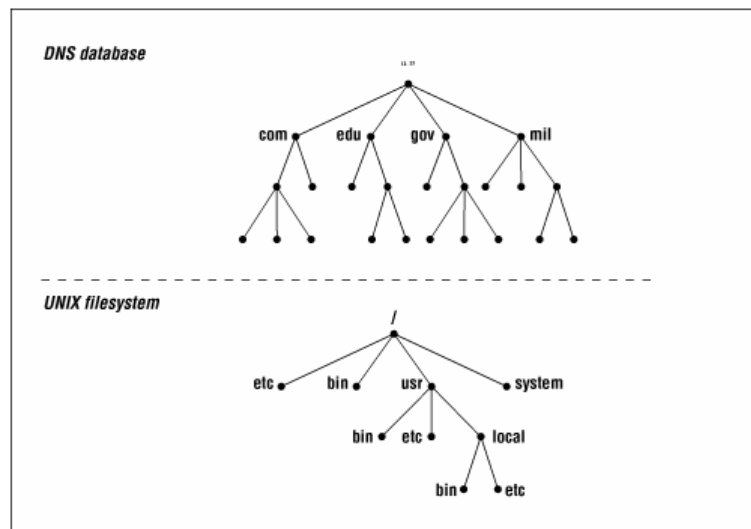 DNS database
" "
com edu gov mil
UNIX filesystem
/
etc bin usr system
bin etc local
bin etc